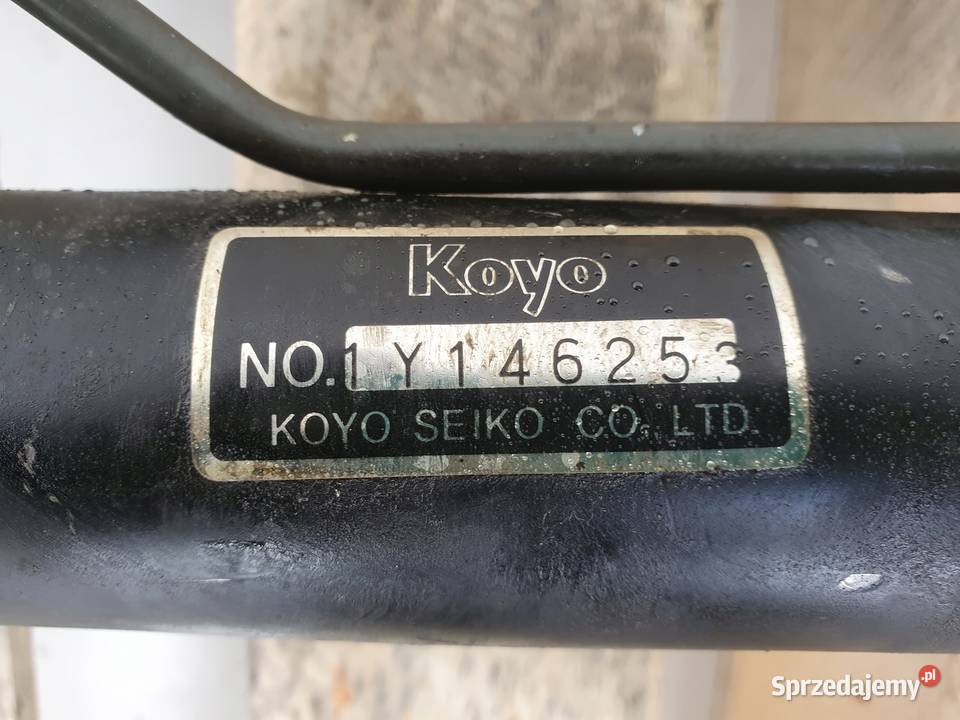 Koyo
NO. 1Y146253
KOYO SEIKO CO. LTD.
Sprzedajemy.pl